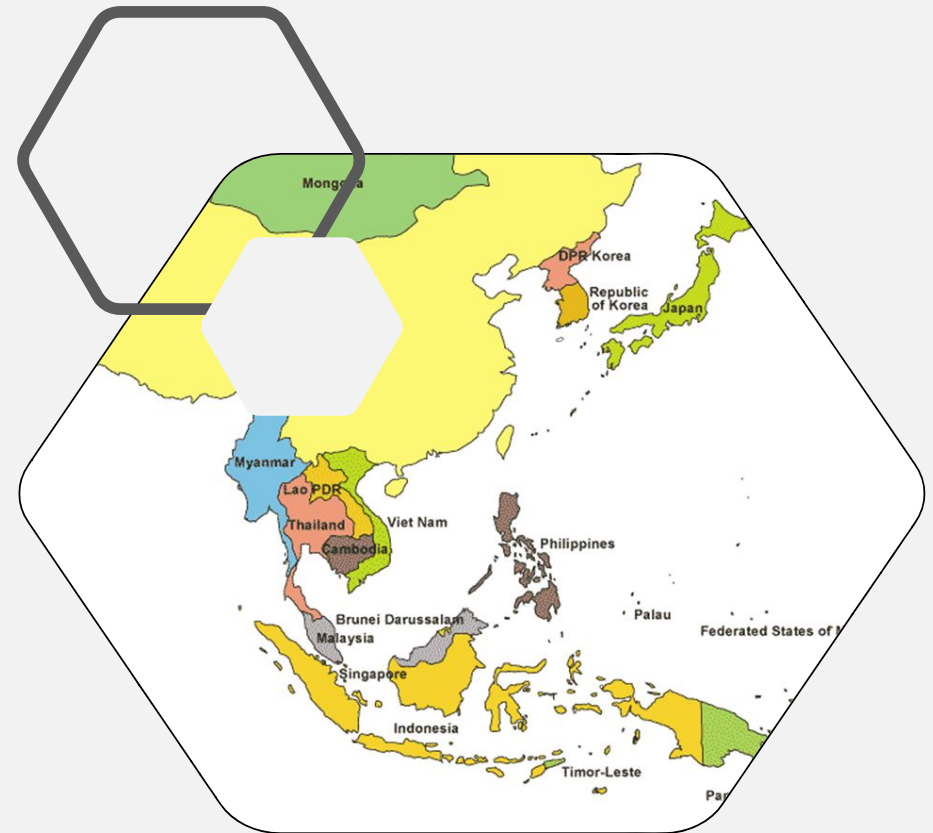 Mongolia
DPR Korea
Republic
of Korea
Japan
Myanmar
Lao PDR
Thailand
Viet Nam
Cambodia
Philippines
Brunei Darussalam
Palau
Malaysia
Federated States of
Singapore
Indonesia
Timor-Leste